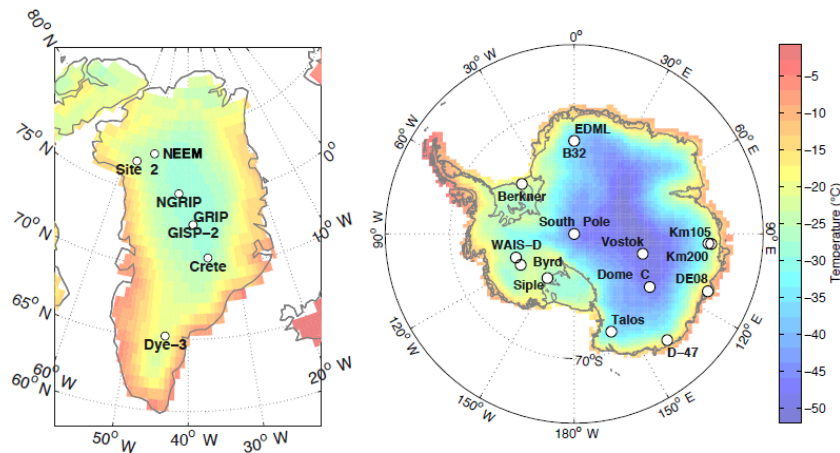 80° N
75° N
70° N
65° N
60° N
60° W
50° W
40° W
30° W
20° W
10° W
0°
NEEM
Site 2
NGRIP
GRIP
GISP-2
Crête
Dye-3
0°
30° E
60° E
90° E
120° E
150° E
180° W
150° W
120° W
90° W
60° W
30° W
−70°S
EDML
B32
Berkner
South Pole
WAIS-D
Byrd
Siple
Vostok
Dome C
Km105
Km200
DE08
Talos
D-47
−5
−10
−15
−20
−25
−30
−35
−40
−45
−50
Temperature (°C)